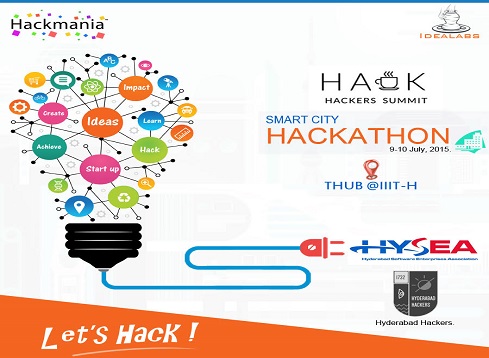 Hackmania
IDEALABS
HACK
HACKERS SUMMIT
SMART CITY
HACKATHON
9-10 July, 2015.
THUB @IIIT-H
Impact
Create
Ideas
Learn
Achieve
Hack
Start up
HYSEA
Hyderabad Software Enterprises Association
1722
HYDERABAD
HACKERS
Hyderabad Hackers.
Let's Hack !